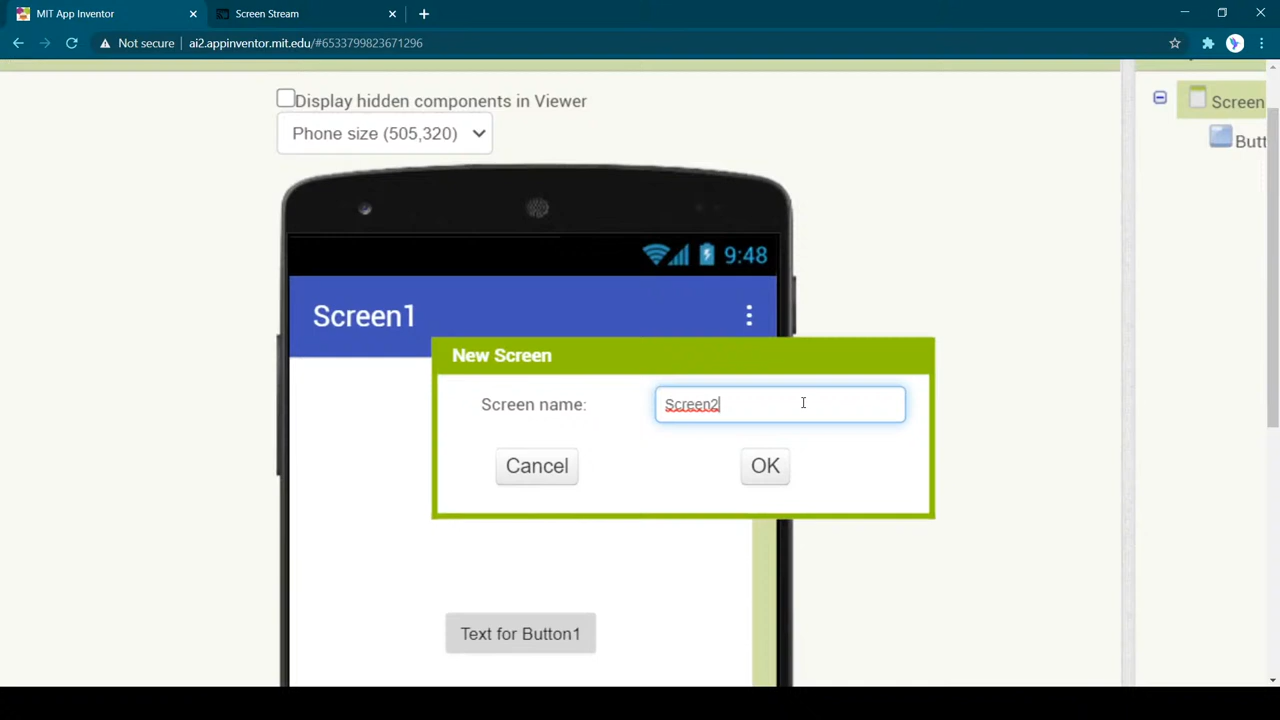 MIT App Inventor
Screen Stream
Not secure
ai2.appinventor.mit.edu/#6533799823671296
Display hidden components in Viewer
Phone size (505,320)
Screen
Butt
9:48
Screen1
New Screen
Screen name:
Screen2
Cancel
OK
Text for Button1